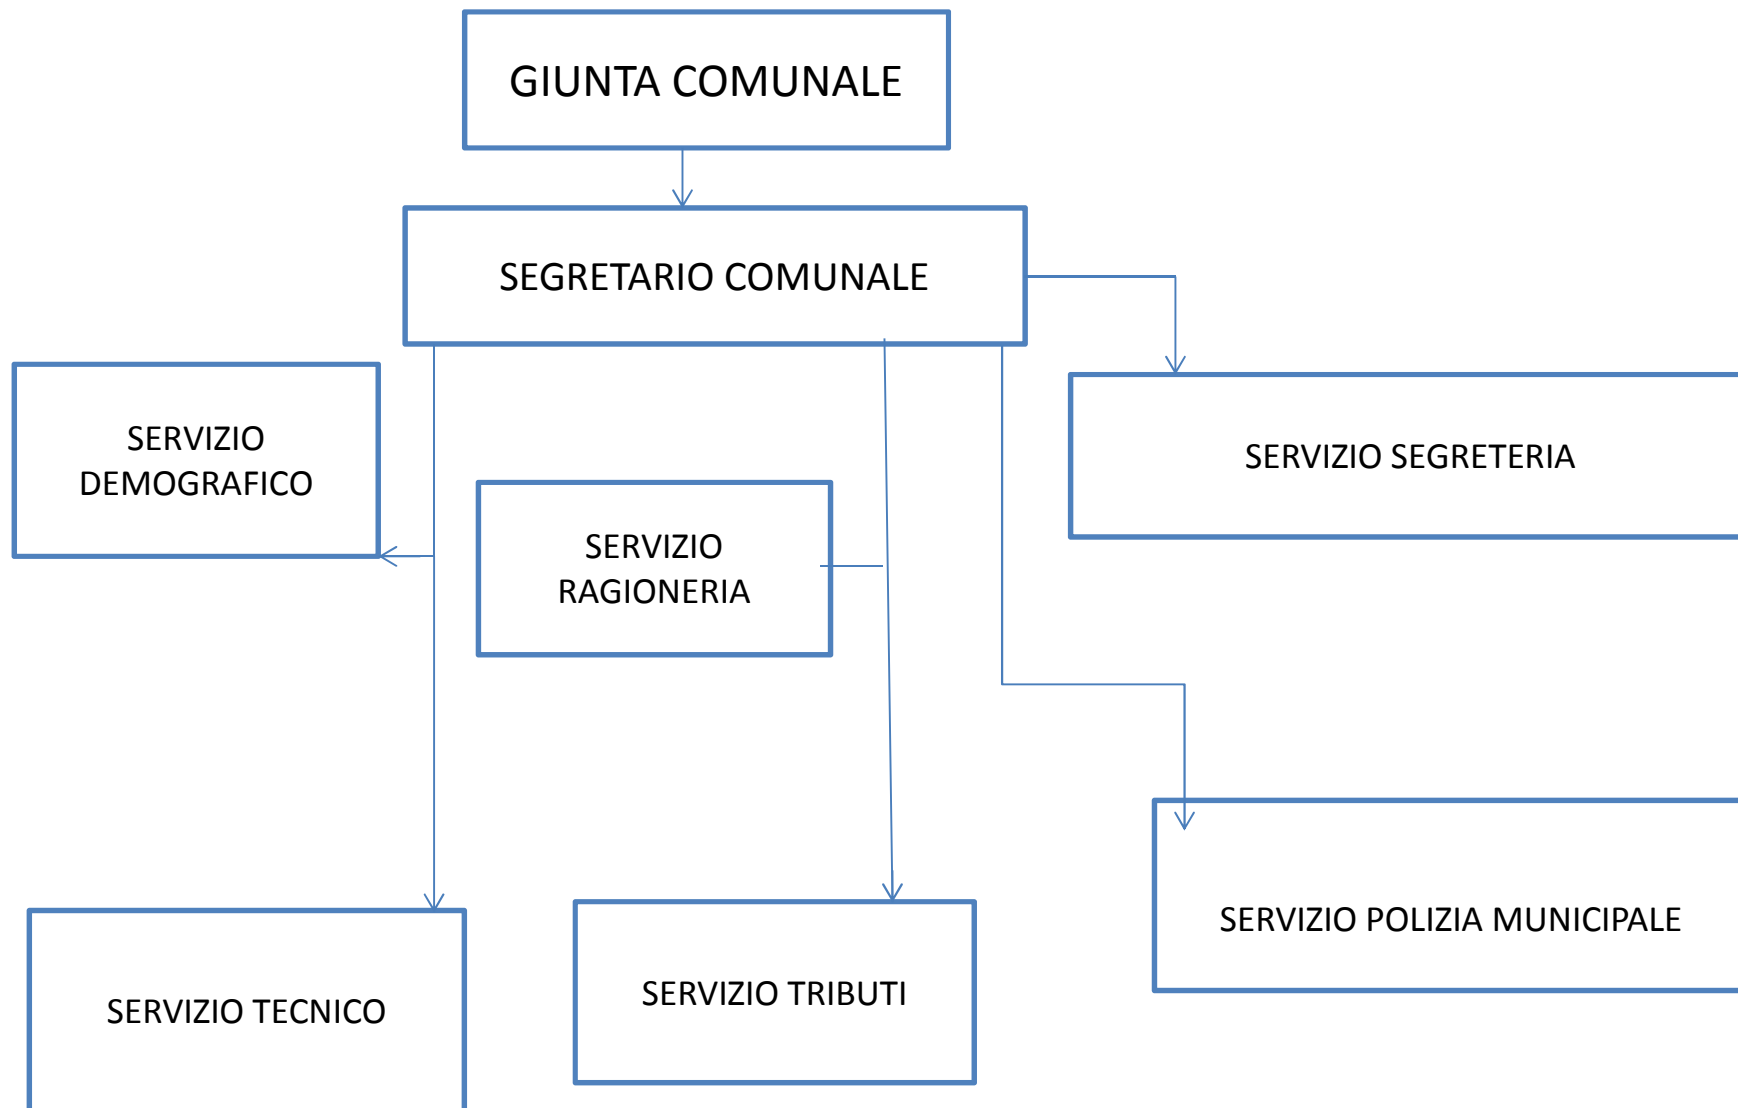 GIUNTA COMUNALE
SEGRETARIO COMUNALE
SERVIZIO
DEMOGRAFICO
SERVIZIO SEGRETERIA
SERVIZIO
RAGIONERIA
SERVIZIO POLIZIA MUNICIPALE
SERVIZIO TECNICO
SERVIZIO TRIBUTI